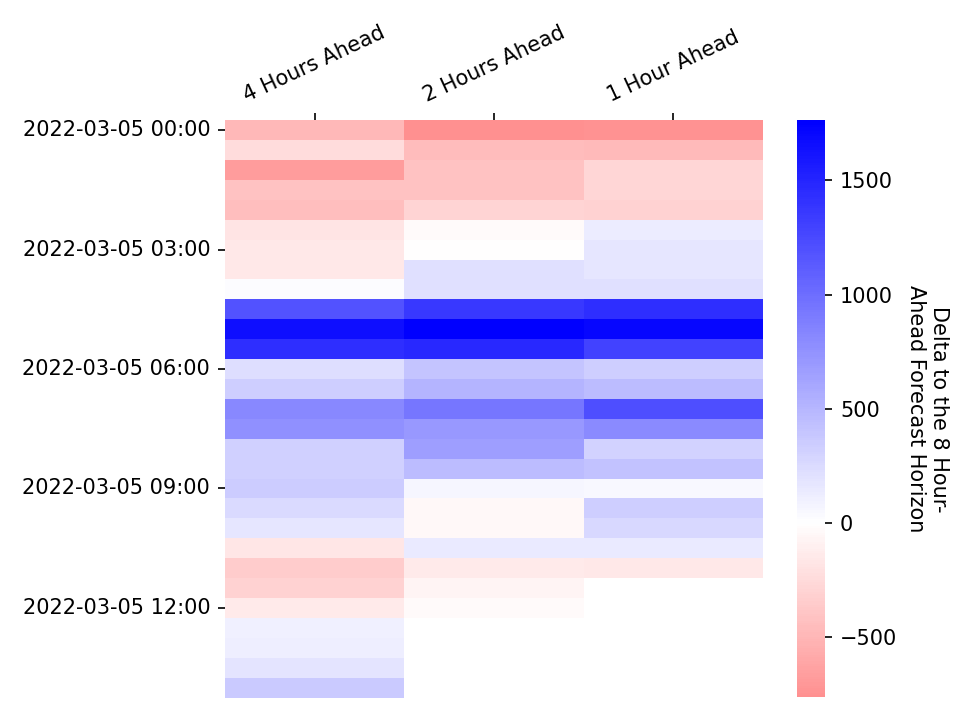 4 Hours Ahead
2 Hours Ahead
1 Hour Ahead
2022-03-05 00:00
2022-03-05 03:00
2022-03-05 06:00
2022-03-05 09:00
2022-03-05 12:00
1500
1000
500
0
−500
Delta to the 8 Hour-
Ahead Forecast Horizon